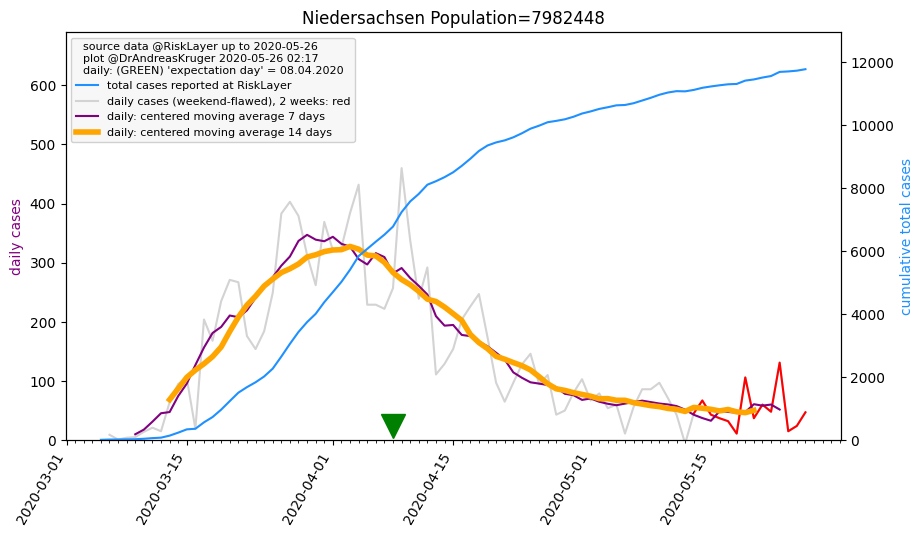 Niedersachsen Population=7982448
source data @RiskLayer up to 2020-05-26
plot @DrAndreasKruger 2020-05-26 02:17
daily: (GREEN) 'expectation day' = 08.04.2020
total cases reported at RiskLayer
daily cases (weekend-flawed), 2 weeks: red
daily: centered moving average 7 days
daily: centered moving average 14 days
daily cases
600
500
400
300
200
100
0
cumulative total cases
12000
10000
8000
6000
4000
2000
0
2020-03-01
2020-03-15
2020-04-01
2020-04-15
2020-05-01
2020-05-15